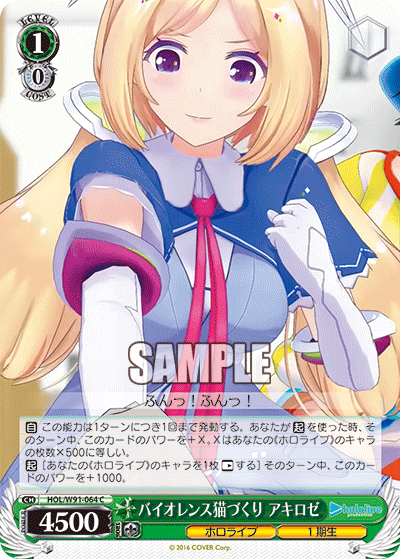 LEVEL
1
0
COST
SAMPLE
ふんっ！ふんっ！
自 この能力は1ターンにつき1回まで発動する。あなたが起を使った時、そ
のターン中、このカードのパワーを＋X。Xはあなたの《ホロライブ》のキャラ
の枚数×500に等しい。
起［あなたの《ホロライブ》のキャラを1枚する］そのターン中、このカード
のパワーを＋1000。
CH HOL/W91-064 C
4500
バイオレンス猫づくり アキロゼ
hololive
ホロライブ
1期生
© 2016 COVER Corp.